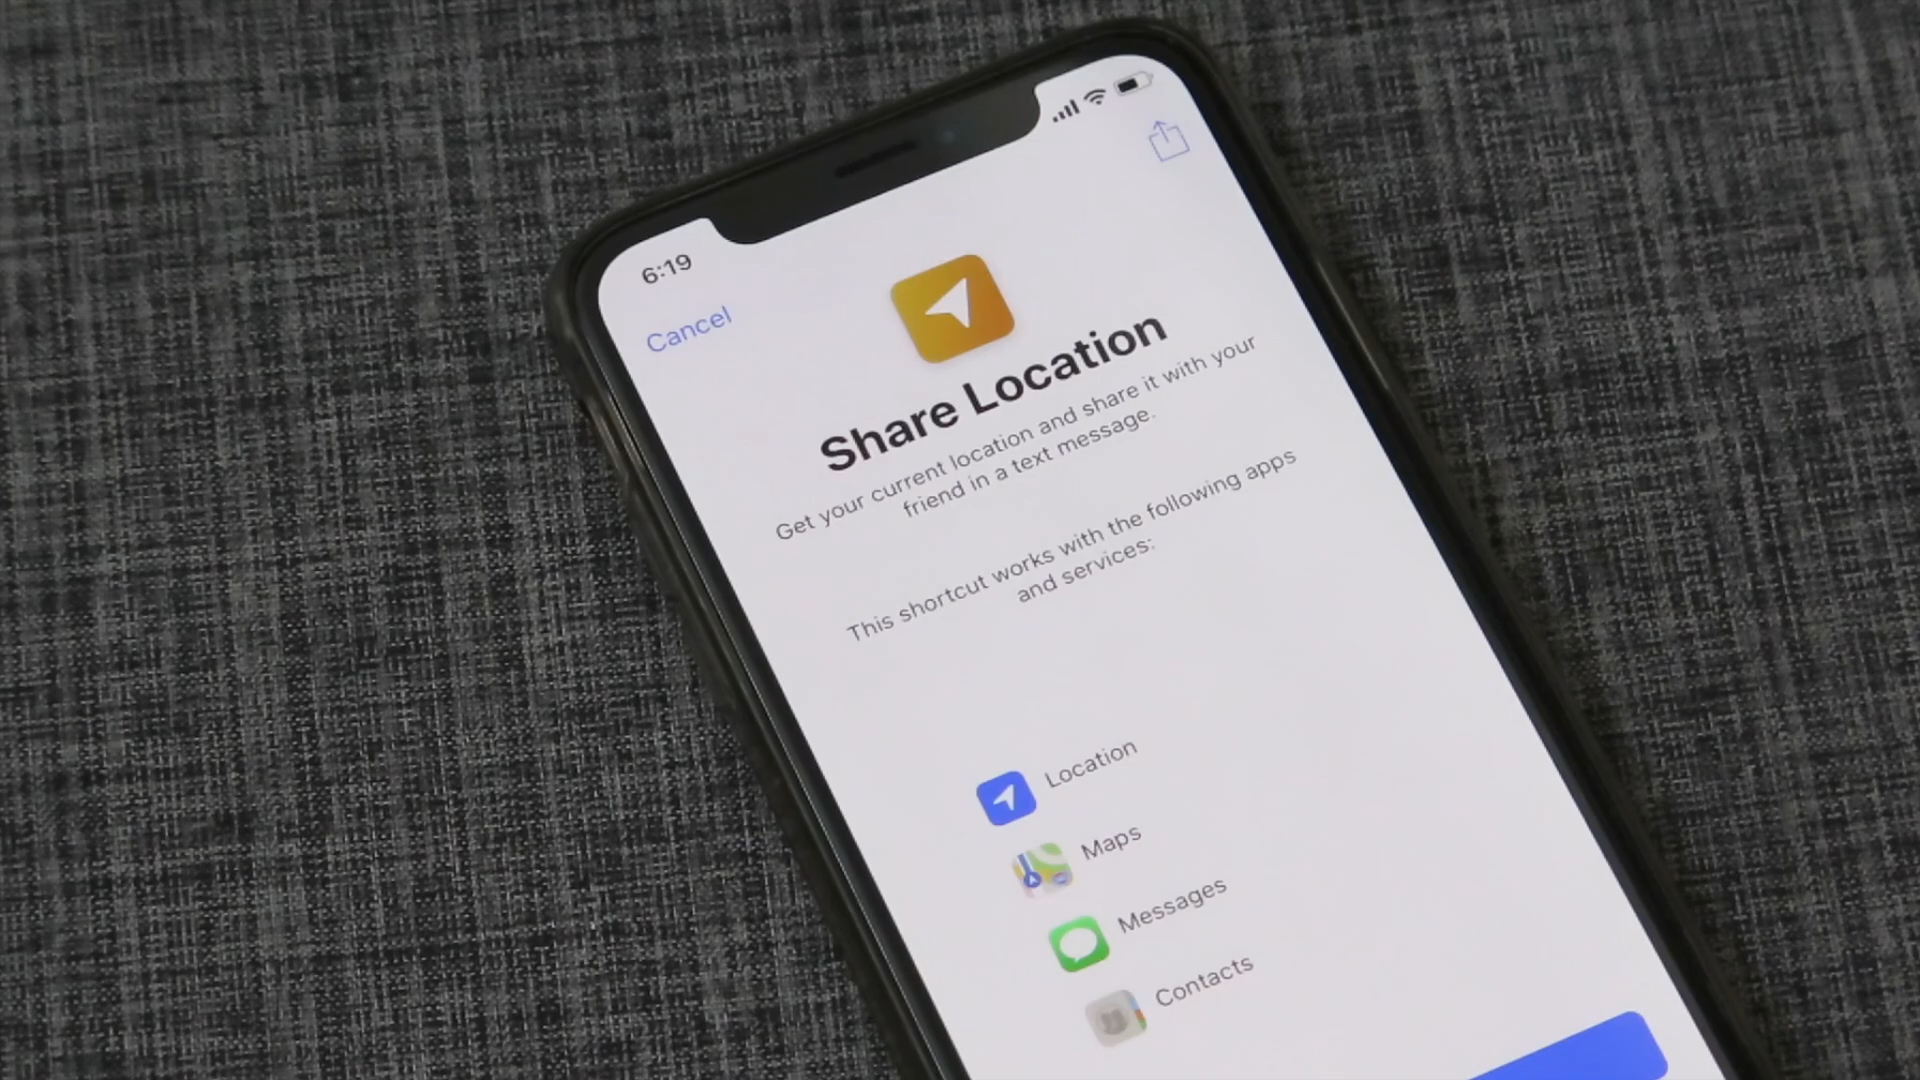 6:19
Cancel
Share Location
Get your current location and share it with your
friend in a text message.
This shortcut works with the following apps
and services:
Location
Maps
Messages
Contacts